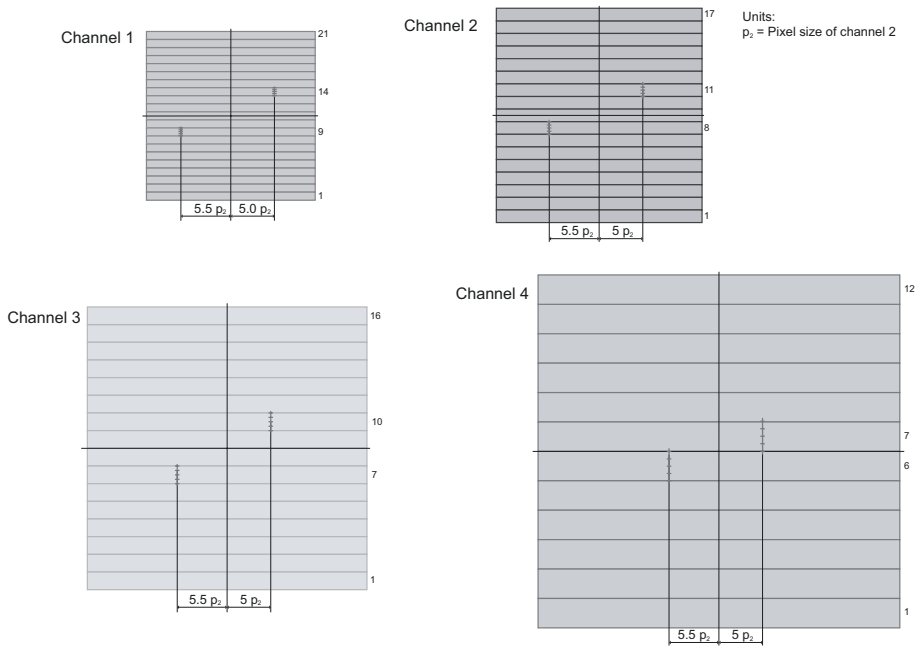 Channel 1
21
14
9
1
5.5 p₂
5.0 p₂
Channel 2
17
11
8
1
5.5 p₂
5 p₂
Units:
p₂ = Pixel size of channel 2
Channel 3
16
10
7
1
5.5 p₂
5 p₂
Channel 4
12
7
6
1
5.5 p₂
5 p₂